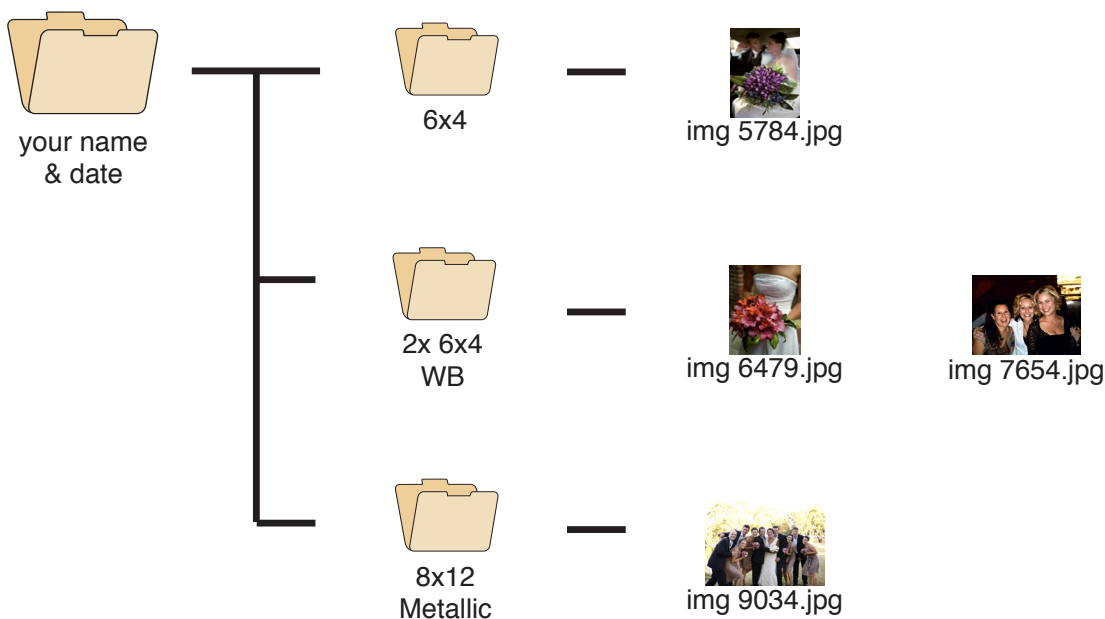 your name
& date
6x4
img 5784.jpg
2x 6x4
WB
img 6479.jpg
img 7654.jpg
8x12
Metallic
img 9034.jpg